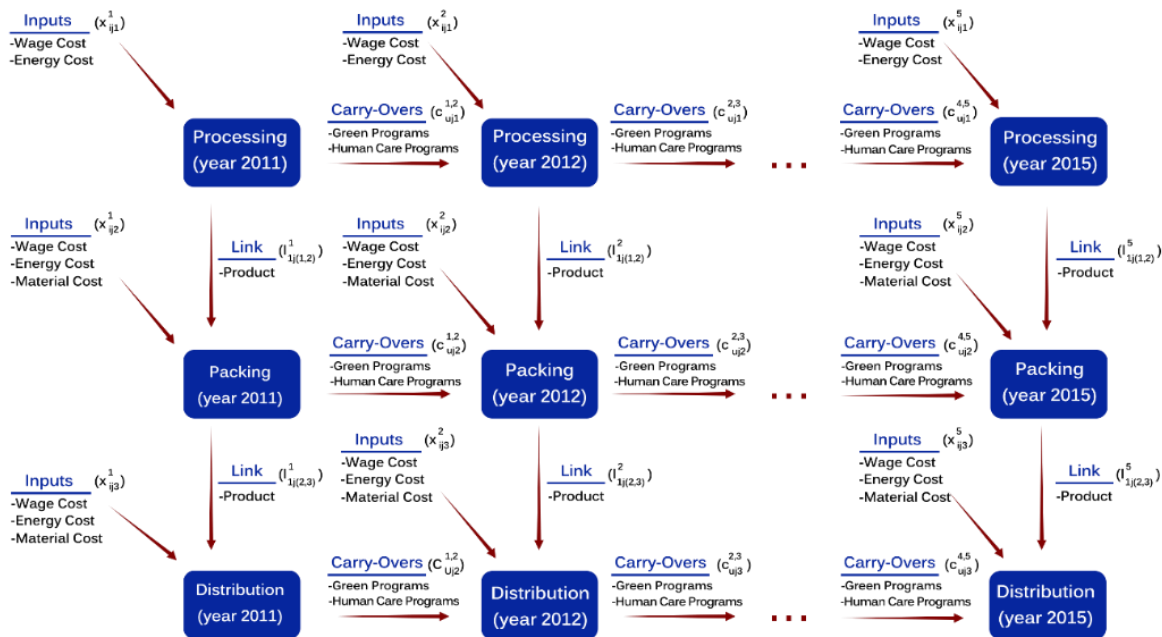 Inputs (x¹ᵢⱼ₁)
-Wage Cost
-Energy Cost
Inputs (x²ᵢⱼ₁)
-Wage Cost
-Energy Cost
Inputs (x⁵ᵢⱼ₁)
-Wage Cost
-Energy Cost
Processing
(year 2011)
Carry-Overs (c¹,²ᵤⱼ₁)
-Green Programs
-Human Care Programs
Processing
(year 2012)
Carry-Overs (c²,³ᵤⱼ₁)
-Green Programs
-Human Care Programs
...
Carry-Overs (c⁴,⁵ᵤⱼ₁)
-Green Programs
-Human Care Programs
Processing
(year 2015)
Inputs (x¹ᵢⱼ₂)
-Wage Cost
-Energy Cost
-Material Cost
Link (l¹₁ⱼ₍₁,₂₎)
-Product
Inputs (x²ᵢⱼ₂)
-Wage Cost
-Energy Cost
-Material Cost
Link (l²₁ⱼ₍₁,₂₎)
-Product
Inputs (x⁵ᵢⱼ₂)
-Wage Cost
-Energy Cost
-Material Cost
Link (l⁵₁ⱼ₍₁,₂₎)
-Product
Packing
(year 2011)
Carry-Overs (c¹,²ᵤⱼ₂)
-Green Programs
-Human Care Programs
Packing
(year 2012)
Carry-Overs (c²,³ᵤⱼ₂)
-Green Programs
-Human Care Programs
...
Carry-Overs (c⁴,⁵ᵤⱼ₂)
-Green Programs
-Human Care Programs
Packing
(year 2015)
Inputs (x¹ᵢⱼ₃)
-Wage Cost
-Energy Cost
-Material Cost
Link (l¹₁ⱼ₍₂,₃₎)
-Product
Inputs (x²ᵢⱼ₃)
-Wage Cost
-Energy Cost
-Material Cost
Link (l²₁ⱼ₍₂,₃₎)
-Product
Inputs (x⁵ᵢⱼ₃)
-Wage Cost
-Energy Cost
-Material Cost
Link (l⁵₁ⱼ₍₂,₃₎)
-Product
Distribution
(year 2011)
Carry-Overs (C¹,²ᵤⱼ₂)
-Green Programs
-Human Care Programs
Distribution
(year 2012)
Carry-Overs (c²,³ᵤⱼ₃)
-Green Programs
-Human Care Programs
...
Carry-Overs (c⁴,⁵ᵤⱼ₃)
-Green Programs
-Human Care Programs
Distribution
(year 2015)